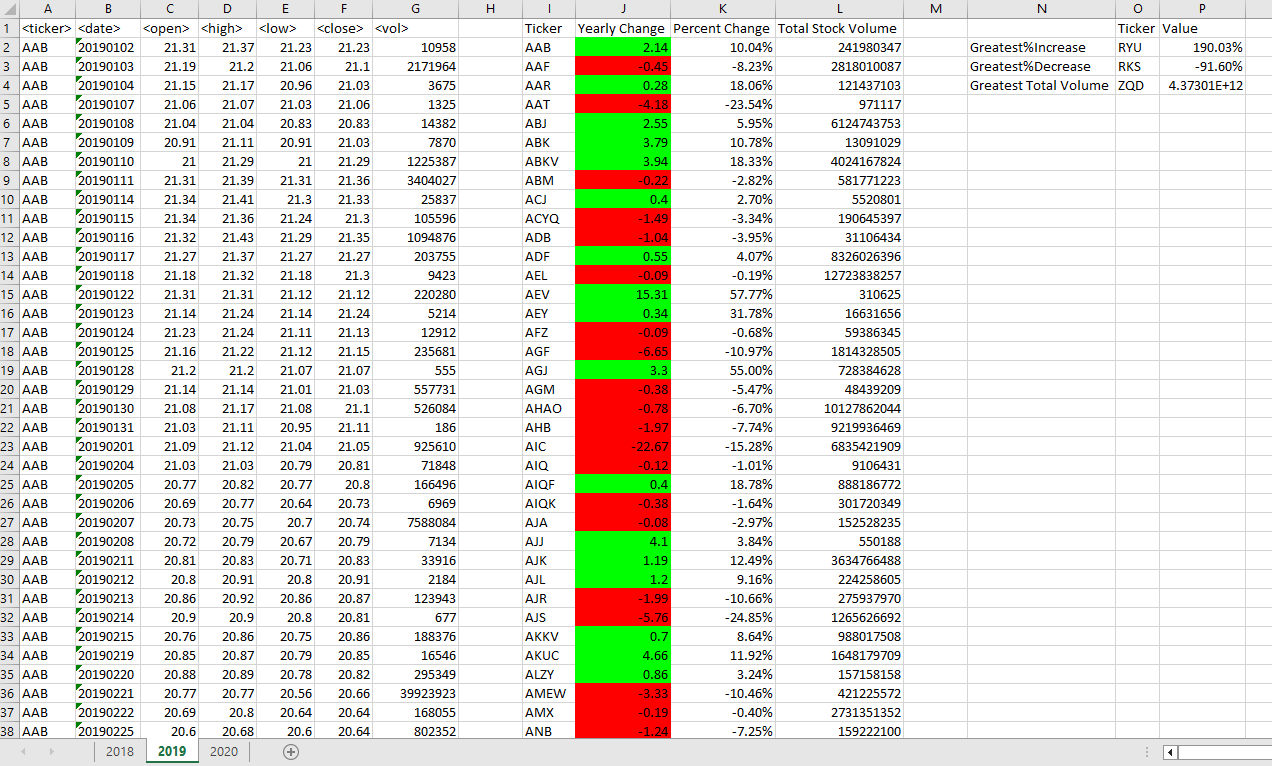 A B C D E F G H I J K L M N O P
1 <ticker> <date> <open> <high> <low> <close> <vol> Ticker Yearly Change Percent Change Total Stock Volume Ticker Value
2 AAB 20190102 21.31 21.37 21.23 21.23 10958 AAB 2.14 10.04% 241980347 Greatest%Increase RYU 190.03%
3 AAB 20190103 21.19 21.2 21.06 21.1 2171964 AAF -0.45 -8.23% 2818010087 Greatest%Decrease RKS -91.60%
4 AAB 20190104 21.15 21.17 20.96 21.03 3675 AAR 0.28 18.06% 121437103 Greatest Total Volume ZQD 4.37301E+12
5 AAB 20190107 21.06 21.07 21.03 21.06 1325 AAT -4.18 -23.54% 971117
6 AAB 20190108 21.04 21.04 20.83 20.83 14382 ABJ 2.55 5.95% 6124743753
7 AAB 20190109 20.91 21.11 20.91 21.03 7870 ABK 3.79 10.78% 13091029
8 AAB 20190110 21 21.29 21 21.29 1225387 ABKV 3.94 18.33% 4024167824
9 AAB 20190111 21.31 21.39 21.31 21.36 3404027 ABM -0.22 -2.82% 581771223
10 AAB 20190114 21.34 21.41 21.3 21.33 25837 ACJ 0.4 2.70% 5520801
11 AAB 20190115 21.34 21.36 21.24 21.3 105596 ACYQ -1.49 -3.34% 190645397
12 AAB 20190116 21.32 21.43 21.29 21.35 1094876 ADB -1.04 -3.95% 31106434
13 AAB 20190117 21.27 21.37 21.27 21.27 203755 ADF 0.55 4.07% 8326026396
14 AAB 20190118 21.18 21.32 21.18 21.3 9423 AEL -0.09 -0.19% 12723838257
15 AAB 20190122 21.31 21.31 21.12 21.12 220280 AEV 15.31 57.77% 310625
16 AAB 20190123 21.14 21.24 21.14 21.24 5214 AEY 0.34 31.78% 16631656
17 AAB 20190124 21.23 21.24 21.11 21.13 12912 AFZ -0.09 -0.68% 59386345
18 AAB 20190125 21.16 21.22 21.12 21.15 235681 AGF -6.65 -10.97% 1814328505
19 AAB 20190128 21.2 21.2 21.07 21.07 555 AGJ 3.3 55.00% 728384628
20 AAB 20190129 21.14 21.14 21.01 21.03 557731 AGM -0.38 -5.47% 48439209
21 AAB 20190130 21.08 21.17 21.08 21.1 526084 AHAO -0.78 -6.70% 10127862044
22 AAB 20190131 21.03 21.11 20.95 21.11 186 AHB -1.97 -7.74% 9219936469
23 AAB 20190201 21.09 21.12 21.04 21.05 925610 AIC -22.67 -15.28% 6835421909
24 AAB 20190204 21.03 21.03 20.79 20.81 71848 AIQ -0.12 -1.01% 9106431
25 AAB 20190205 20.77 20.82 20.77 20.8 166496 AIQF 0.4 18.78% 888186772
26 AAB 20190206 20.69 20.77 20.64 20.73 6969 AIQK -0.38 -1.64% 301720349
27 AAB 20190207 20.73 20.75 20.7 20.74 7588084 AJA -0.08 -2.97% 152528235
28 AAB 20190208 20.72 20.79 20.67 20.79 7134 AJJ 4.1 3.84% 550188
29 AAB 20190211 20.81 20.83 20.71 20.83 33916 AJK 1.19 12.49% 3634766488
30 AAB 20190212 20.8 20.91 20.8 20.91 2184 AJL 1.2 9.16% 224258605
31 AAB 20190213 20.86 20.92 20.86 20.87 123943 AJR -1.99 -10.66% 275937970
32 AAB 20190214 20.9 20.9 20.8 20.81 677 AJS -5.76 -24.85% 1265626692
33 AAB 20190215 20.76 20.86 20.75 20.86 188376 AKKV 0.7 8.64% 988017508
34 AAB 20190219 20.85 20.87 20.79 20.85 16546 AKUC 4.66 11.92% 1648179709
35 AAB 20190220 20.88 20.89 20.78 20.82 295349 ALZY 0.86 3.24% 157158158
36 AAB 20190221 20.77 20.77 20.56 20.66 39923923 AMEW -3.33 -10.46% 421225572
37 AAB 20190222 20.69 20.8 20.64 20.64 168055 AMX -0.19 -0.40% 2731351352
38 AAB 20190225 20.6 20.68 20.6 20.64 802352 ANB -1.24 -7.25% 159222100
2018 2019 2020